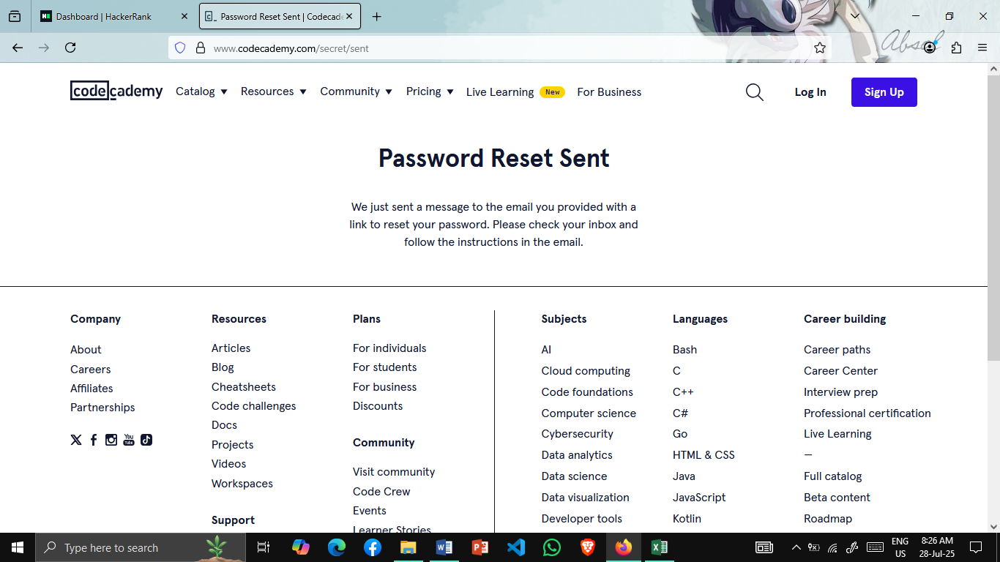 Dashboard | HackerRank
Password Reset Sent | Codecade
www.codecademy.com/secret/sent
Absol
codecademy
Catalog
Resources
Community
Pricing
Live Learning
New
For Business
Log In
Sign Up
Password Reset Sent
We just sent a message to the email you provided with a
link to reset your password. Please check your inbox and
follow the instructions in the email.
Company
About
Careers
Affiliates
Partnerships
Resources
Articles
Blog
Cheatsheets
Code challenges
Docs
Projects
Videos
Workspaces
Support
Plans
For individuals
For students
For business
Discounts
Community
Visit community
Code Crew
Events
Learner Stories
Subjects
AI
Cloud computing
Code foundations
Computer science
Cybersecurity
Data analytics
Data science
Data visualization
Developer tools
Languages
Bash
C
C++
C#
Go
HTML & CSS
Java
JavaScript
Kotlin
Career building
Career paths
Career Center
Interview prep
Professional certification
Live Learning
—
Full catalog
Beta content
Roadmap
Type here to search
ENG
US
8:26 AM
28-Jul-25